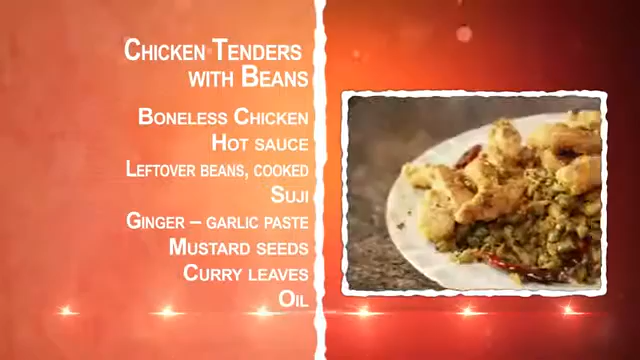 Chicken Tenders
with Beans
Boneless Chicken
Hot sauce
Leftover beans, cooked
Suji
Ginger – garlic paste
Mustard seeds
Curry leaves
Oil